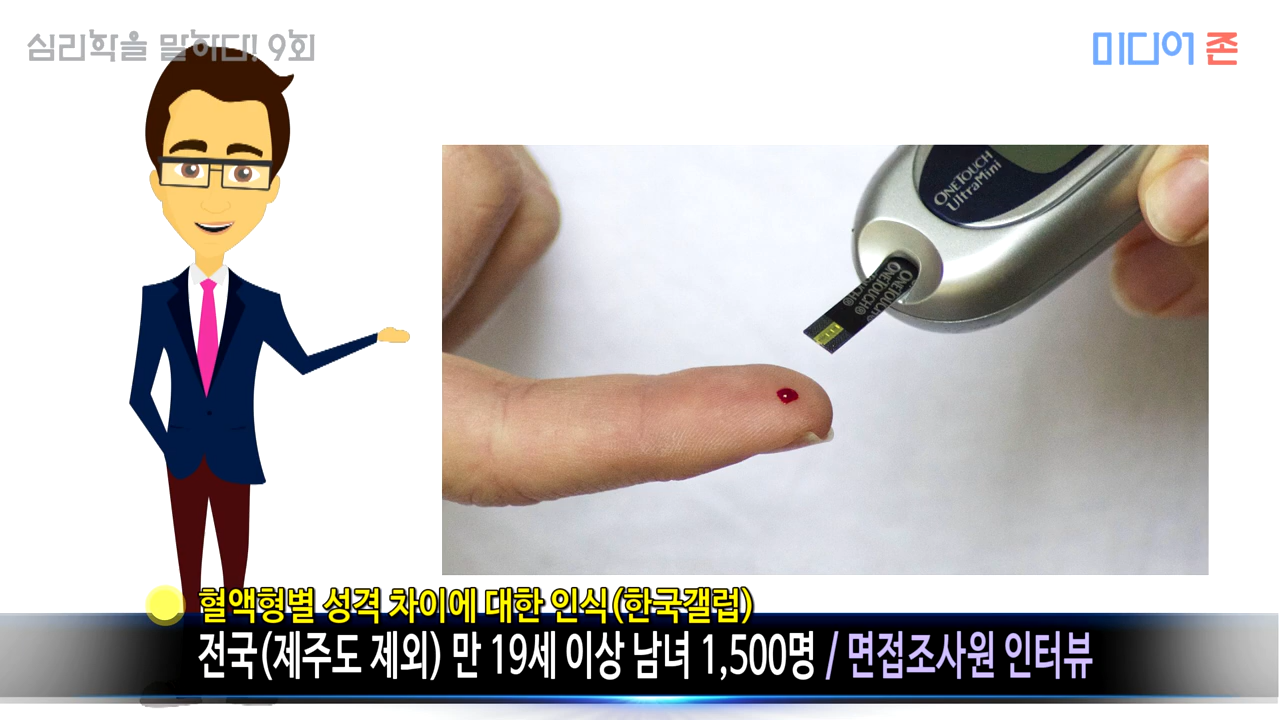 심리학을 말하다! 9회
미디어 존
ONETOUCH
UltraMini
ONETOUCH®
ONETOUCH®
혈액형별 성격 차이에 대한 인식(한국갤럽)
전국(제주도 제외) 만 19세 이상 남녀 1,500명 / 면접조사원 인터뷰